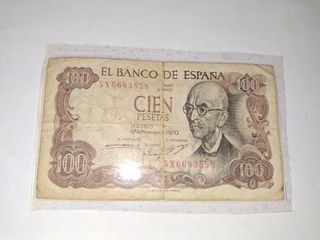 100 EL BANCO DE ESPAÑA 100
5X6683858
CIEN
PESETAS
MADRID
17 de Noviembre de 1970
5X6683858
100 100